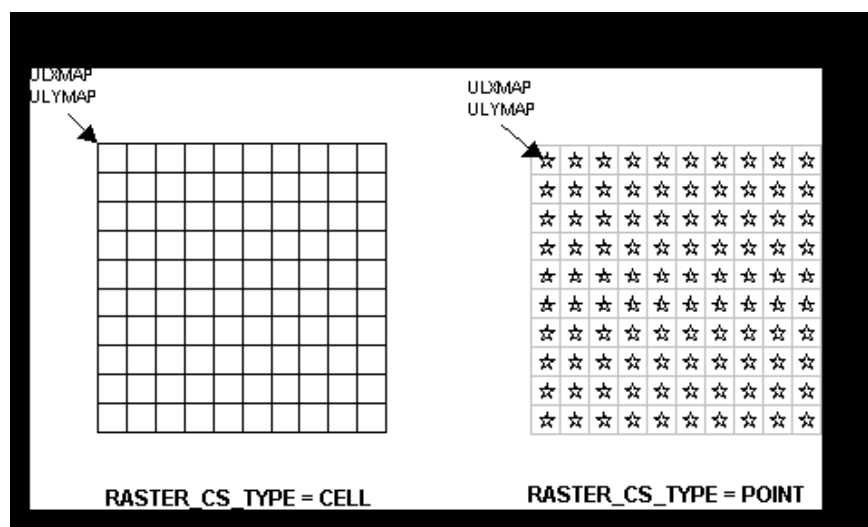 ULXMAP
ULYMAP
ULXMAP
ULYMAP
RASTER_CS_TYPE = CELL
RASTER_CS_TYPE = POINT